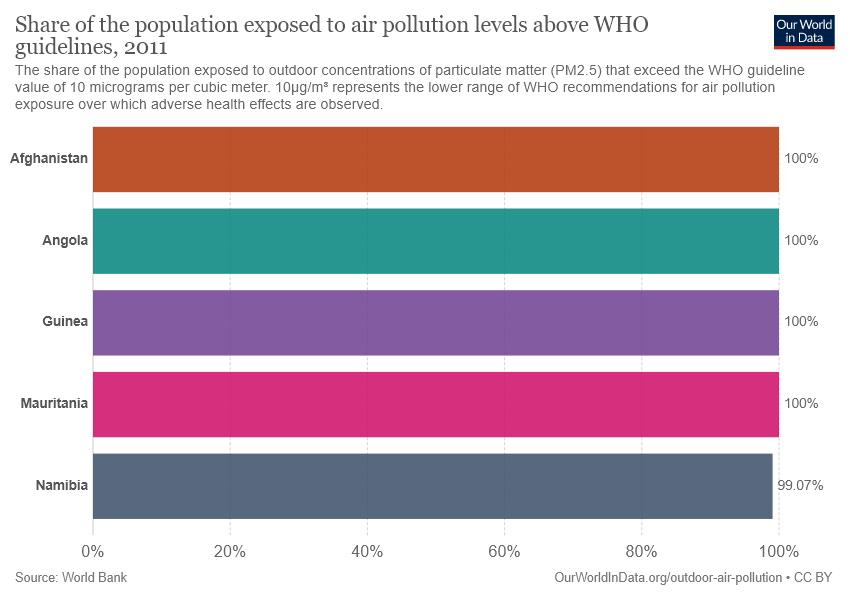 Share of the population exposed to air pollution levels above WHO
guidelines, 2011
Our World
in Data
The share of the population exposed to outdoor concentrations of particulate matter (PM2.5) that exceed the WHO guideline
value of 10 micrograms per cubic meter. 10µg/m³ represents the lower range of WHO recommendations for air pollution
exposure over which adverse health effects are observed.
Afghanistan 100%
Angola 100%
Guinea 100%
Mauritania 100%
Namibia 99.07%
0% 20% 40% 60% 80% 100%
Source: World Bank
OurWorldInData.org/outdoor-air-pollution • CC BY